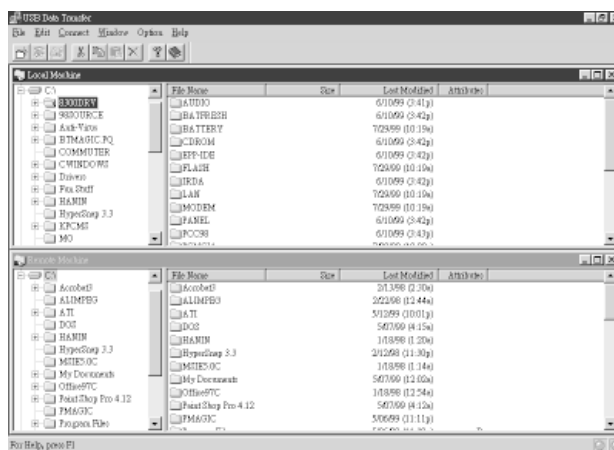 USB Data Transfer
File Edit Connect Window Option Help
Local Machine
C:\
8300DRV
98SOURCE
Anti-Virus
BTMAGIC.PQ
COMMUTER
CWINDOWS
Drivers
Fax Stuff
HANIN
HyperSnap 3.3
KPCMS
MO
File Name Size Last Modified Attributes
AUDIO 6/10/99 (3:41p)
BATFRESH 6/10/99 (3:42p)
BATTERY 7/29/99 (10:19a)
CDROM 6/10/99 (3:42p)
EPP-IDE 6/10/99 (3:42p)
FLASH 7/29/99 (10:19a)
IRDA 6/10/99 (3:42p)
LAN 7/29/99 (10:19a)
MODEM 7/29/99 (10:19a)
PANEL 6/10/99 (3:42p)
PCC98 6/10/99 (3:43p)
Remote Machine
C:\
Acrobat3
ALIMPEG
ATI
DOS
HANIN
HyperSnap 3.3
MSIE5.0C
My Documents
Office97C
Paint Shop Pro 4.12
PMAGIC
Program Files
File Name Size Last Modified Attributes
Acrobat3 2/13/98 (2:30a)
ALIMPEG 2/22/98 (12:44a)
ATI 5/12/99 (10:01p)
DOS 5/07/99 (4:15a)
HANIN 1/18/98 (1:20a)
HyperSnap 3.3 2/12/98 (11:30p)
MSIE5.0C 1/18/98 (1:14a)
My Documents 5/07/99 (12:02a)
Office97C 1/18/98 (12:54a)
Paint Shop Pro 4.12 5/07/99 (4:12a)
PMAGIC 5/06/99 (11:11p)
For Help, press F1